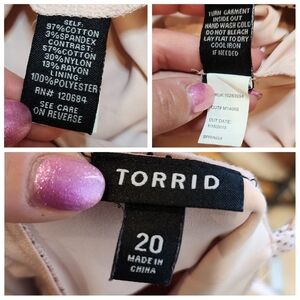 SELF:
97%COTTON
3%SPANDEX
CONTRAST:
57%COTTON
30%NYLON
13%RAYON
LINING:
100%POLYESTER
RN# 120684
SEE CARE
ON REVERSE
TURN GARMENT
INSIDE OUT
HAND WASH COLD
DO NOT BLEACH
LAY FLAT TO DRY
COOL IRON
IF NEEDED
CUT DATE:
TORRID
20
MADE IN
CHINA